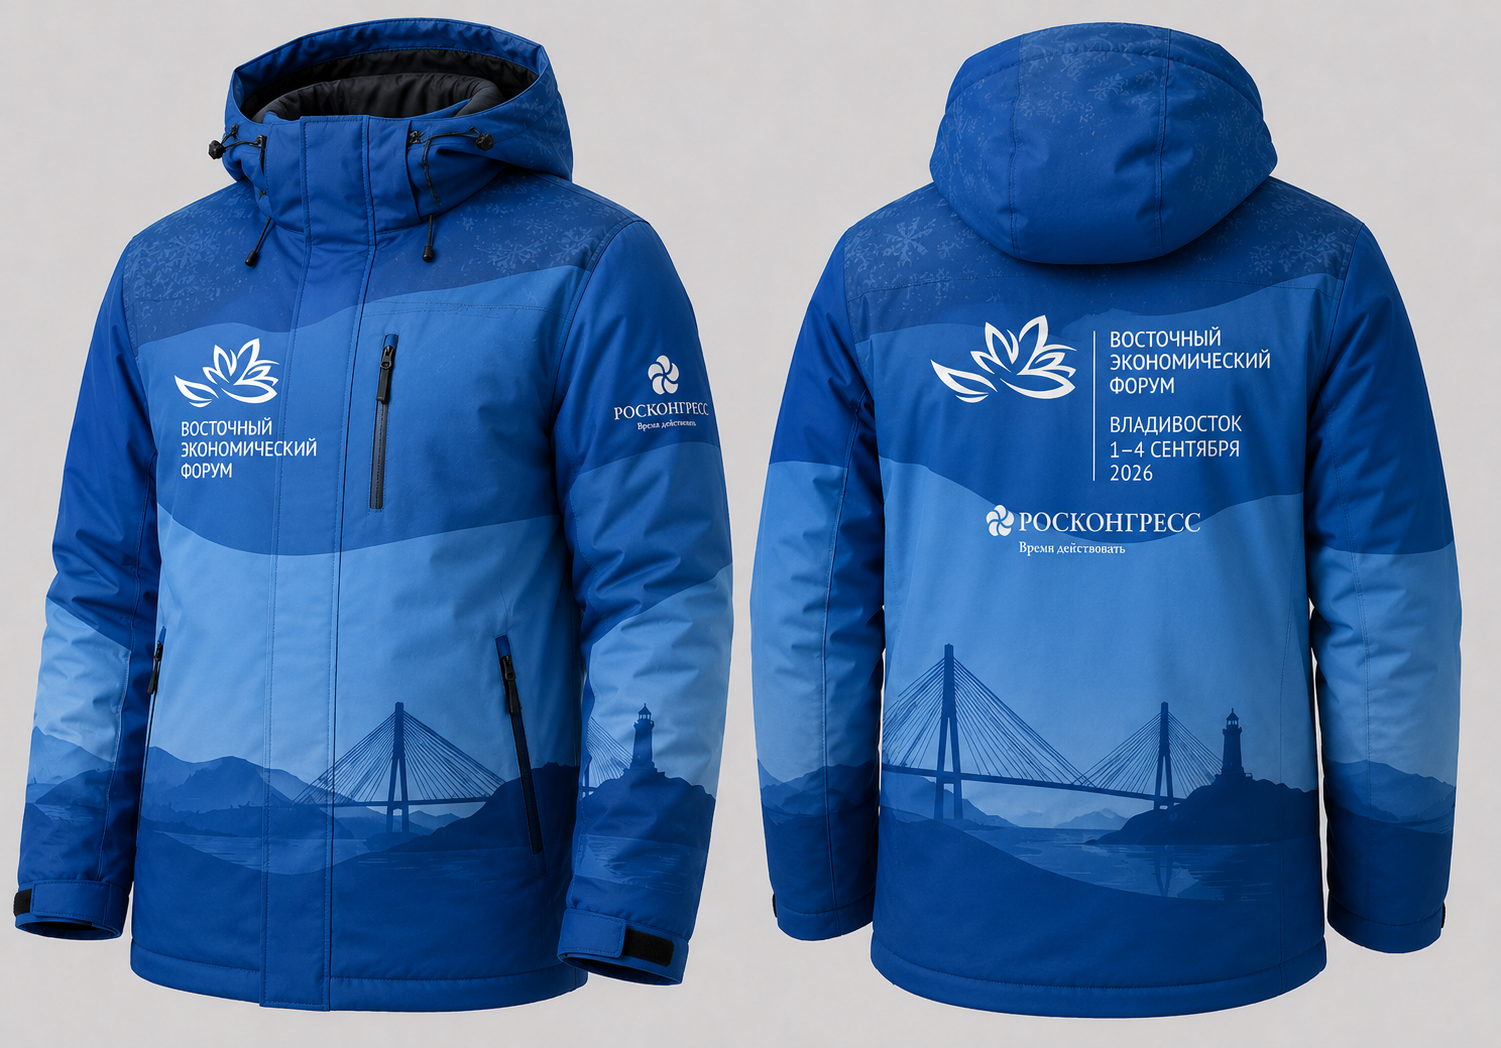 ВОСТОЧНЫЙ
ЭКОНОМИЧЕСКИЙ
ФОРУМ
РОСКОНГРЕСС
Время действовать
ВОСТОЧНЫЙ
ЭКОНОМИЧЕСКИЙ
ФОРУМ
ВЛАДИВОСТОК
1–4 СЕНТЯБРЯ
2026
РОСКОНГРЕСС
Время действовать